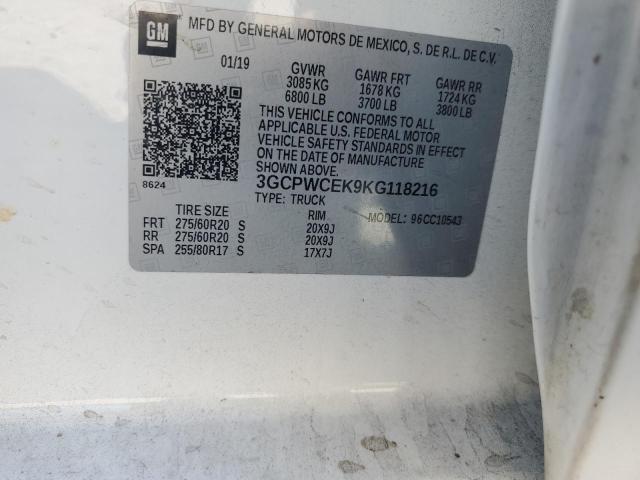 GM
MFD BY GENERAL MOTORS DE MEXICO, S. DE R.L. DE C.V.
01/19
GVWR GAWR FRT GAWR RR
3085 KG 1678 KG 1724 KG
6800 LB 3700 LB 3800 LB
THIS VEHICLE CONFORMS TO ALL
APPLICABLE U.S. FEDERAL MOTOR
VEHICLE SAFETY STANDARDS IN EFFECT
ON THE DATE OF MANUFACTURE
SHOWN ABOVE.
8624
3GCPWCEK9KG118216
TYPE: TRUCK MODEL: 96CC10543
TIRE SIZE RIM
FRT 275/60R20 S 20X9J
RR 275/60R20 S 20X9J
SPA 255/80R17 S 17X7J